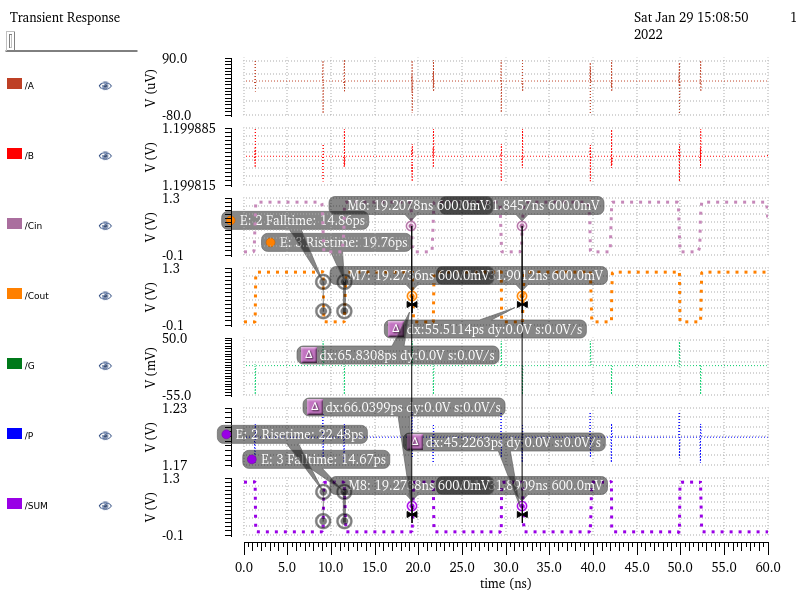 Transient Response
Sat Jan 29 15:08:50 1
2022
90.0
/A
V (uV)
-80.0
1.199885
/B
V (V)
1.199815
1.3
/Cin
V (V)
-0.1
M6: 19.2078ns 600.0mV 1.8457ns 600.0mV
E: 2 Falltime: 14.86ps
E: 3 Risetime: 19.76ps
1.3
/Cout
V (V)
-0.1
M7: 19.2736ns 600.0mV 1.9012ns 600.0mV
dx:55.5114ps dy:0.0V s:0.0V/s
dx:65.8308ps dy:0.0V s:0.0V/s
50.0
/G
V (mV)
-55.0
1.23
/P
V (V)
1.17
dx:66.0399ps dy:0.0V s:0.0V/s
E: 2 Risetime: 22.48ps
dx:45.2263ps dy:0.0V s:0.0V/s
E: 3 Falltime: 14.67ps
1.3
/SUM
V (V)
-0.1
M8: 600.0mV 600.0mV
0.0 5.0 10.0 15.0 20.0 25.0 30.0 35.0 40.0 45.0 50.0 55.0 60.0
time (ns)